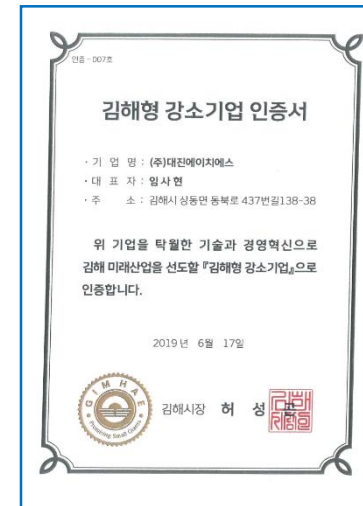 인증 - 007호
김해형 강소기업 인증서
· 기 업 명 : (주)대진에이치에스
· 대 표 자 : 임사현
· 주 소 : 김해시 상동면 동북로 437번길138-38
위 기업을 탁월한 기술과 경영혁신으로
김해 미래산업을 선도할 『김해형 강소기업』으로
인증합니다.
2019년 6월 17일
GIMHAE
Promising Small Giants
김해시장 허 성 곤